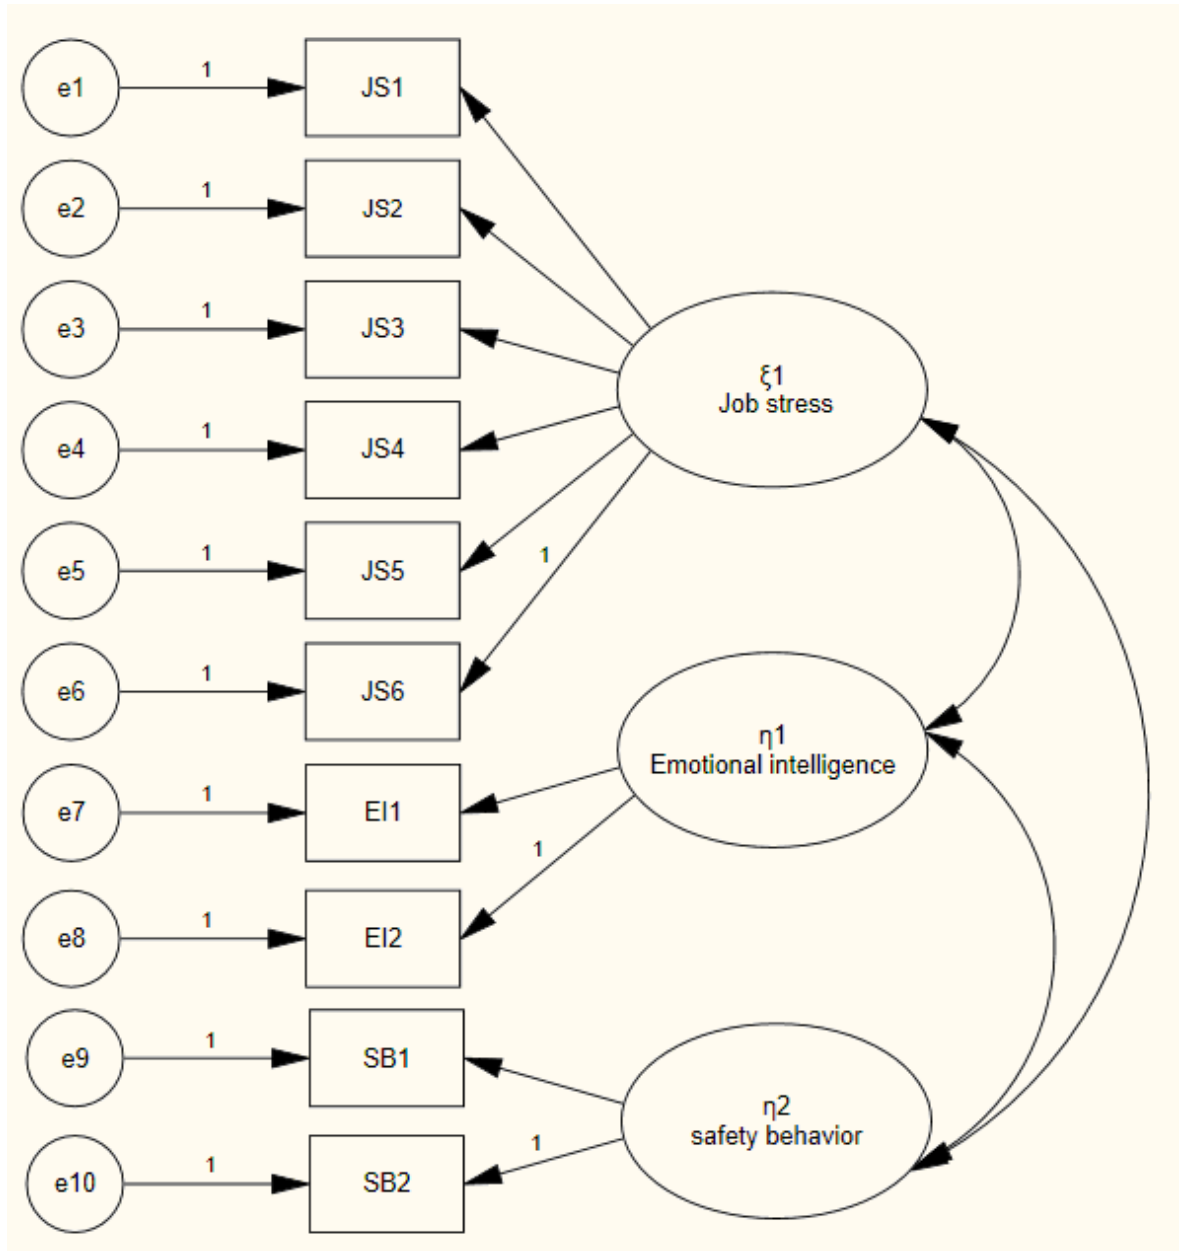 e1
1
JS1
e2
1
JS2
e3
1
JS3
ξ1
Job stress
e4
1
JS4
e5
1
JS5
1
e6
1
JS6
η1
Emotional intelligence
e7
1
EI1
1
e8
1
EI2
e9
1
SB1
η2
safety behavior
e10
1
SB2
1